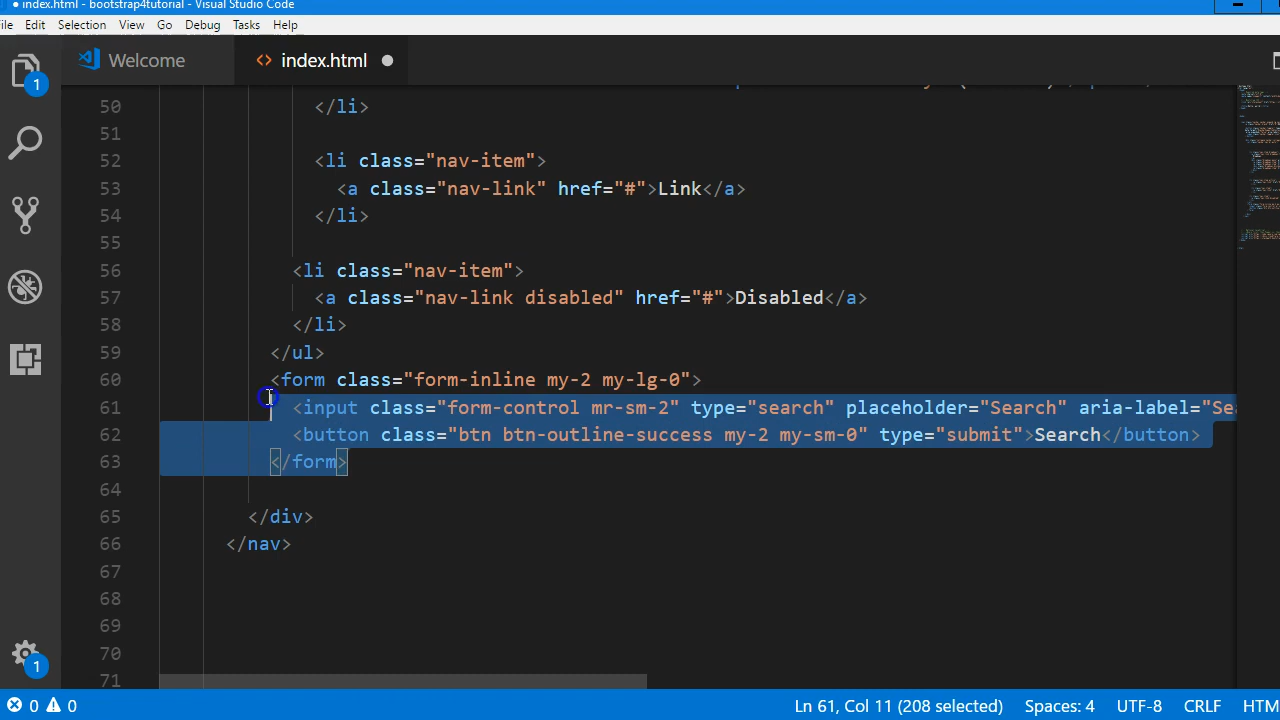 ● index.html - bootstrap4tutorial - Visual Studio Code
ile Edit Selection View Go Debug Tasks Help
1 Welcome <> index.html ●
50 </li>
51
52 <li class="nav-item">
53 <a class="nav-link" href="#">Link</a>
54 </li>
55
56 <li class="nav-item">
57 <a class="nav-link disabled" href="#">Disabled</a>
58 </li>
59 </ul>
60 <form class="form-inline my-2 my-lg-0">
61 <input class="form-control mr-sm-2" type="search" placeholder="Search" aria-label="Sea
62 <button class="btn btn-outline-success my-2 my-sm-0" type="submit">Search</button>
63 </form>
64
65 </div>
66 </nav>
67
68
69
70
1
71
0 0 Ln 61, Col 11 (208 selected) Spaces: 4 UTF-8 CRLF HTM